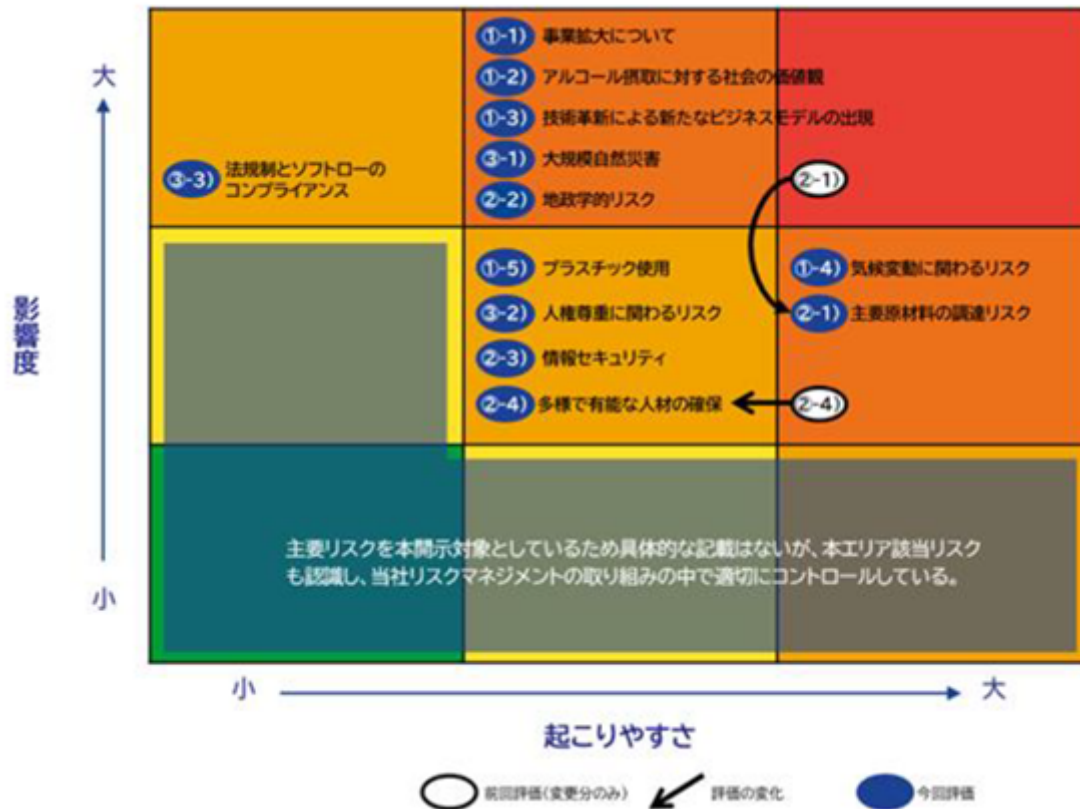 ①-1) 事業拡大について
①-2) アルコール摂取に対する社会の価値観
①-3) 技術革新による新たなビジネスモデルの出現
③-1) 大規模自然災害
②-2) 地政学的リスク
③-3) 法規制とソフトローの
コンプライアンス
②-1)
①-5) プラスチック使用
③-2) 人権尊重に関わるリスク
②-3) 情報セキュリティ
②-4) 多様で有能な人材の確保
①-4) 気候変動に関わるリスク
②-1) 主要原材料の調達リスク
②-4)
主要リスクを本開示対象としているため具体的な記載はないが、本エリア該当リスク
も認識し、当社リスクマネジメントの取り組みの中で適切にコントロールしている。
大
影響度
小
小
大
起こりやすさ
前回評価(変更分のみ)
評価の変化
今回評価